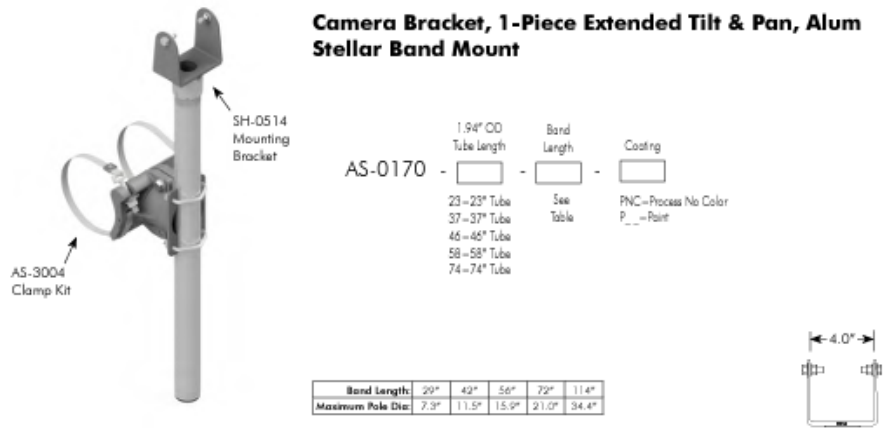 Camera Bracket, 1-Piece Extended Tilt & Pan, Alum
Stellar Band Mount
SH-0514
Mounting
Bracket
AS-3004
Clamp Kit
1.94" OD
Tube Length
Band
Length
Coating
AS-0170 - - -
23=23" Tube
37=37" Tube
46=46" Tube
58=58" Tube
74=74" Tube
See
Table
PNC=Process No Color
P_ _=Paint
4.0"
Band Length: 29" 42" 56" 72" 114"
Maximum Pole Dia: 7.3" 11.5" 15.9" 21.0" 34.4"